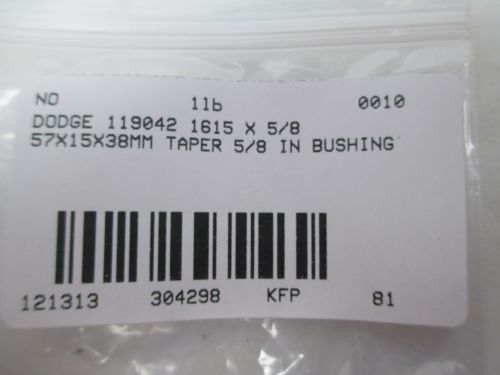 NO 1lb 0010
DODGE 119042 1615 X 5/8
57X15X38MM TAPER 5/8 IN BUSHING
121313 304298 KFP 81